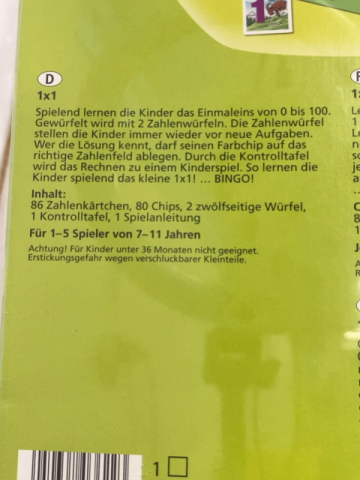 1
D
1x1
Spielend lernen die Kinder das Einmaleins von 0 bis 100.
Gewürfelt wird mit 2 Zahlenwürfeln. Die Zahlenwürfel
stellen die Kinder immer wieder vor neue Aufgaben.
Wer die Lösung kennt, darf seinen Farbchip auf das
richtige Zahlenfeld ablegen. Durch die Kontrolltafel
wird das Rechnen zu einem Kinderspiel. So lernen die
Kinder spielend das kleine 1x1! ... BINGO!
Inhalt:
86 Zahlenkärtchen, 80 Chips, 2 zwölfseitige Würfel,
1 Kontrolltafel, 1 Spielanleitung
Für 1–5 Spieler von 7–11 Jahren
Achtung! Für Kinder unter 36 Monaten nicht geeignet.
Erstickungsgefahr wegen verschluckbarer Kleinteile.
1